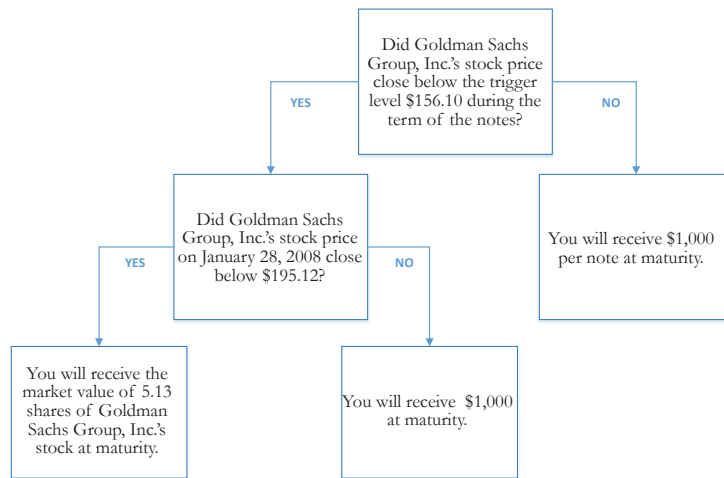 Did Goldman Sachs
Group, Inc.'s stock price
close below the trigger
level $156.10 during the
term of the notes?
YES
NO
Did Goldman Sachs
Group, Inc.'s stock price
on January 28, 2008 close
below $195.12?
You will receive $1,000
per note at maturity.
YES
NO
You will receive the
market value of 5.13
shares of Goldman
Sachs Group, Inc.'s
stock at maturity.
You will receive $1,000
at maturity.